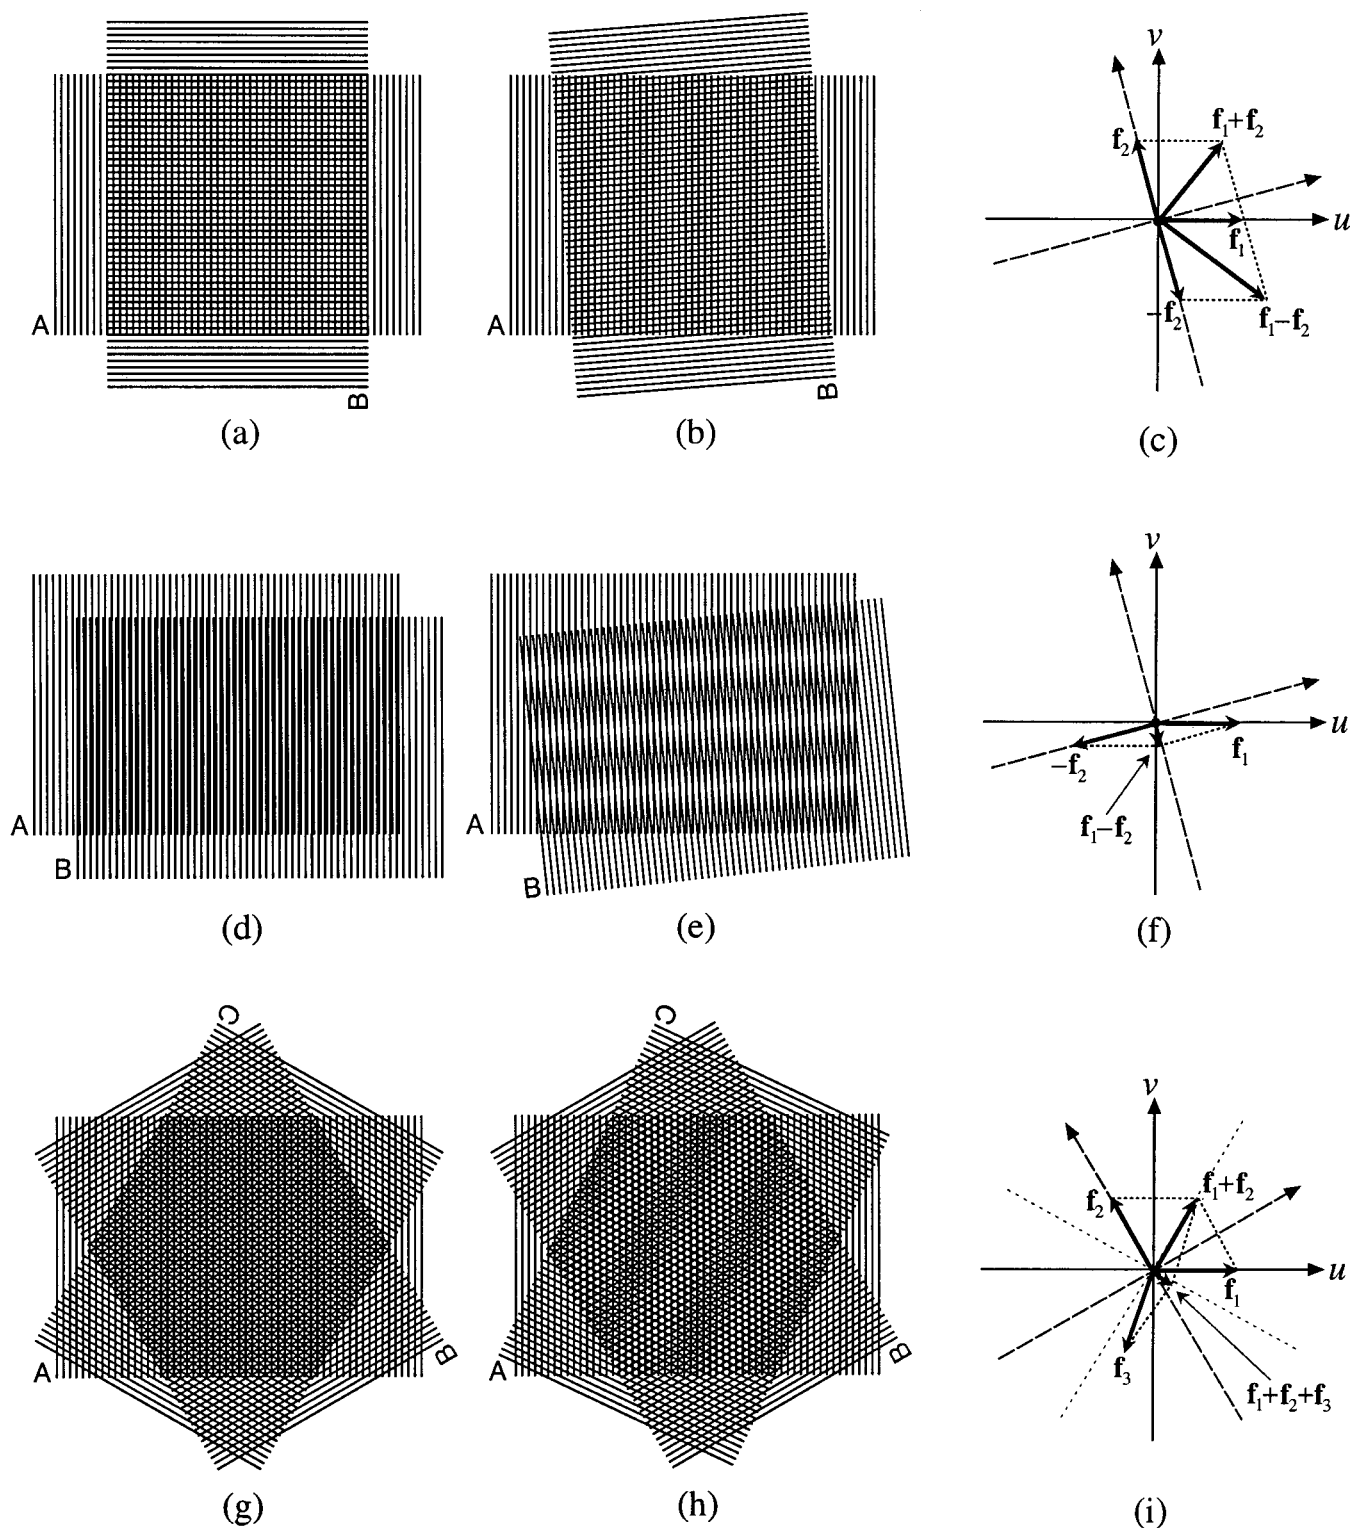 A
B
(a)
A
B
(b)
v
f₂
f₁+f₂
u
f₁
−f₂
f₁−f₂
(c)
A
B
(d)
A
B
(e)
v
u
−f₂
f₁
f₁−f₂
(f)
C
A
B
(g)
C
A
B
(h)
v
f₂
f₁+f₂
u
f₁
f₃
f₁+f₂+f₃
(i)